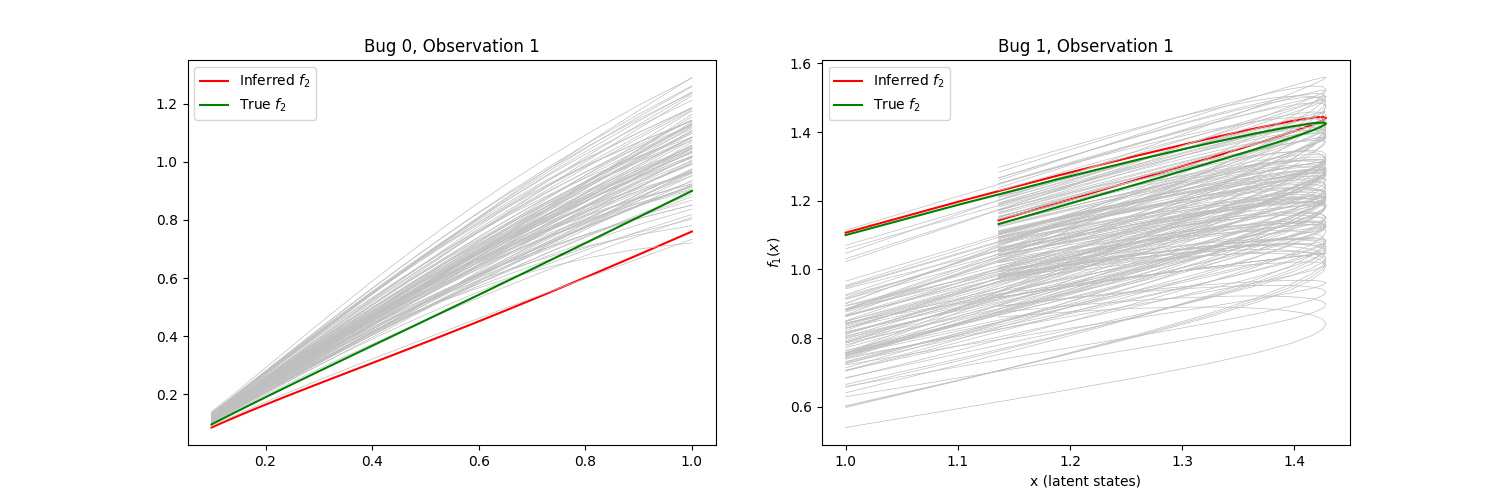 Bug 0, Observation 1
Inferred f₂
True f₂
1.2
1.0
0.8
0.6
0.4
0.2
0.2 0.4 0.6 0.8 1.0
Bug 1, Observation 1
Inferred f₂
True f₂
f₁(x)
1.6
1.4
1.2
1.0
0.8
0.6
1.0 1.1 1.2 1.3 1.4
x (latent states)